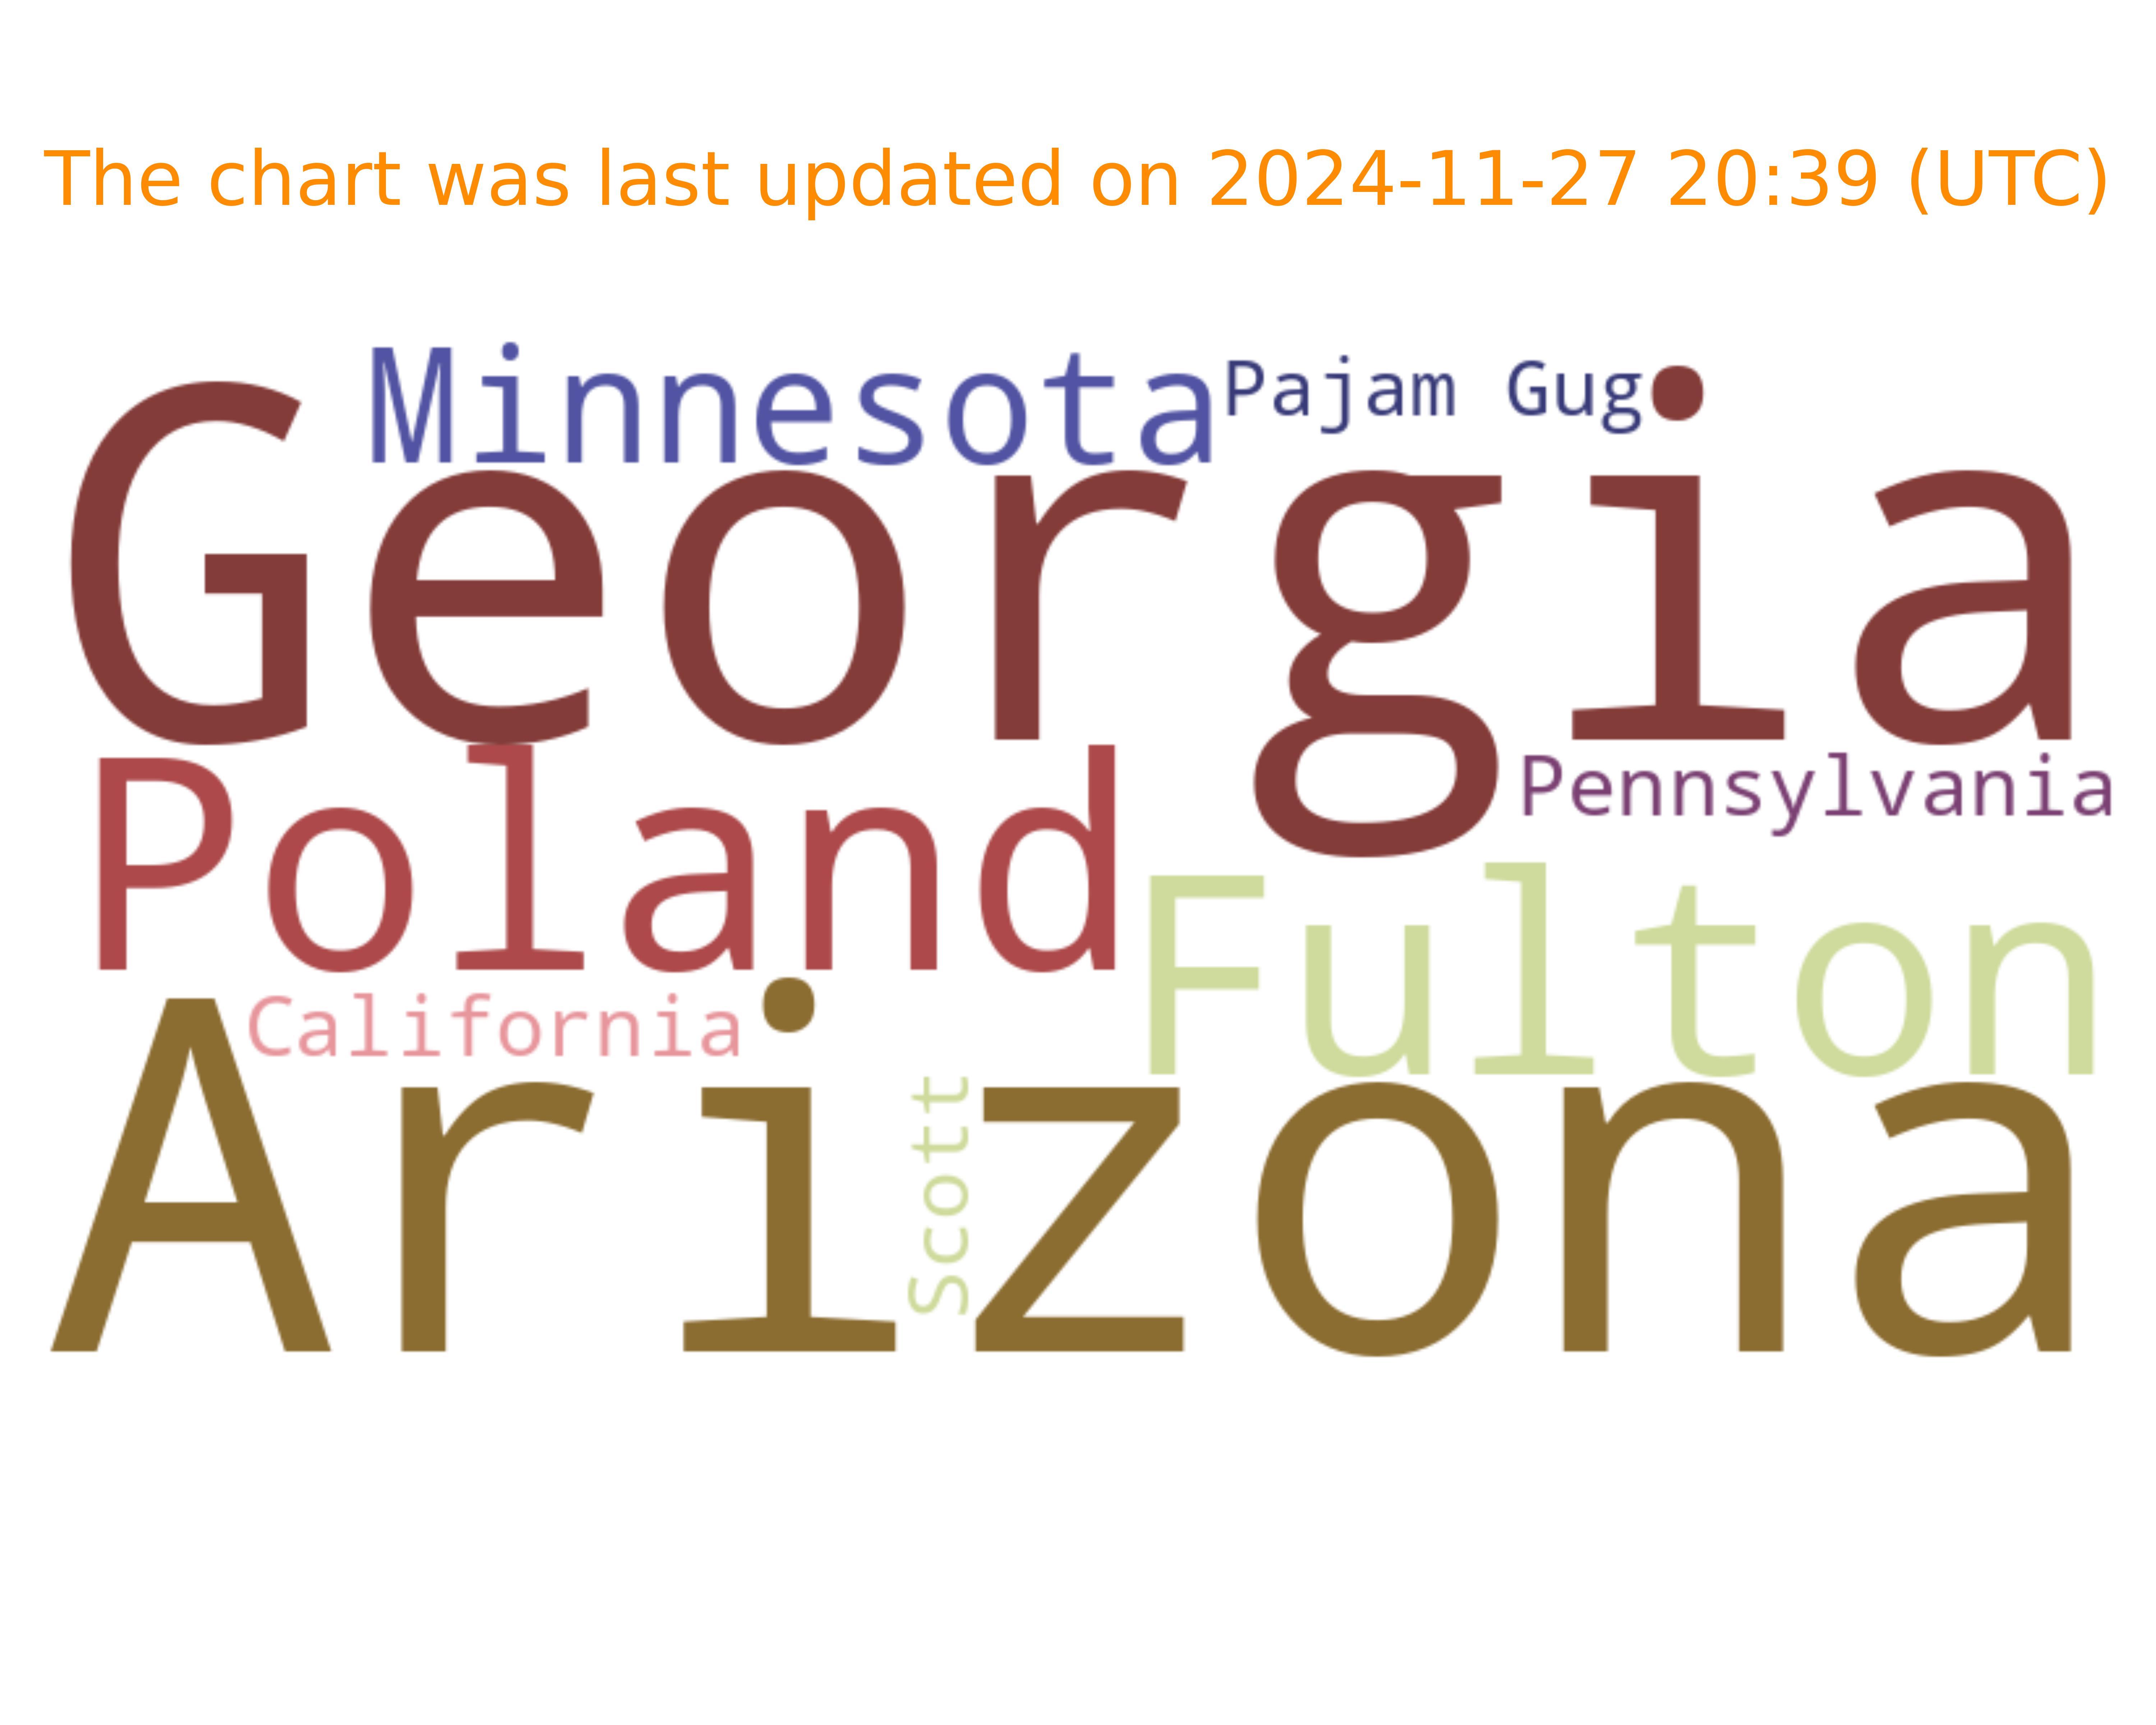 The chart was last updated on 2024-11-27 20:39 (UTC)
Minnesota
Pajam Gug
Georgia
Poland
Pennsylvania
Fulton
California
Arizona
Scott